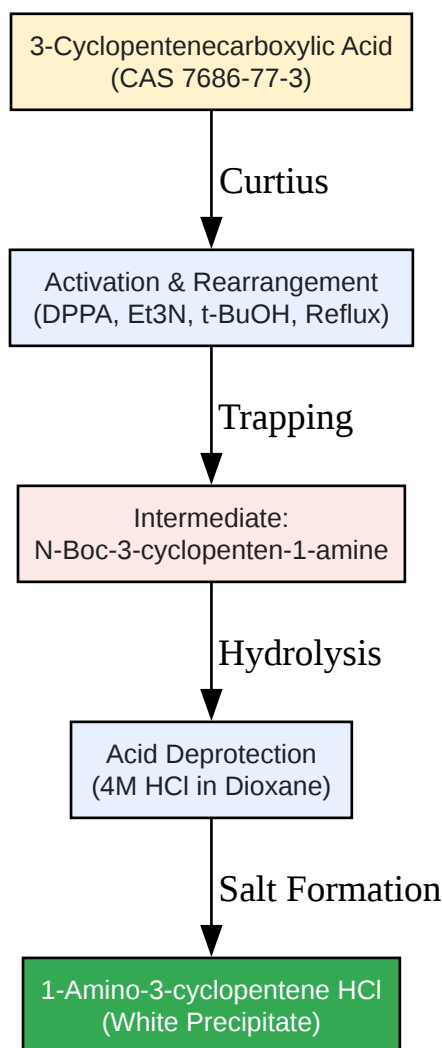 3-Cyclopentenecarboxylic Acid
(CAS 7686-77-3)
Curtius
Activation & Rearrangement
(DPPA, Et3N, t-BuOH, Reflux)
Trapping
Intermediate:
N-Boc-3-cyclopenten-1-amine
Hydrolysis
Acid Deprotection
(4M HCl in Dioxane)
Salt Formation
1-Amino-3-cyclopentene HCl
(White Precipitate)